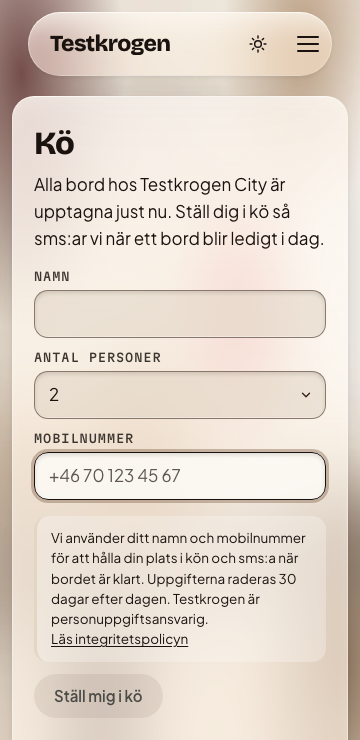 Testkrogen
Kö
Alla bord hos Testkrogen City är
upptagna just nu. Ställ dig i kö så
sms:ar vi när ett bord blir ledigt i dag.
NAMN
ANTAL PERSONER
2
MOBILNUMMER
+46 70 123 45 67
Vi använder ditt namn och mobilnummer
för att hålla din plats i kön och sms:a när
bordet är klart. Uppgifterna raderas 30
dagar efter dagen. Testkrogen är
personuppgiftsansvarig.
Läs integritetspolicyn
Ställ mig i kö